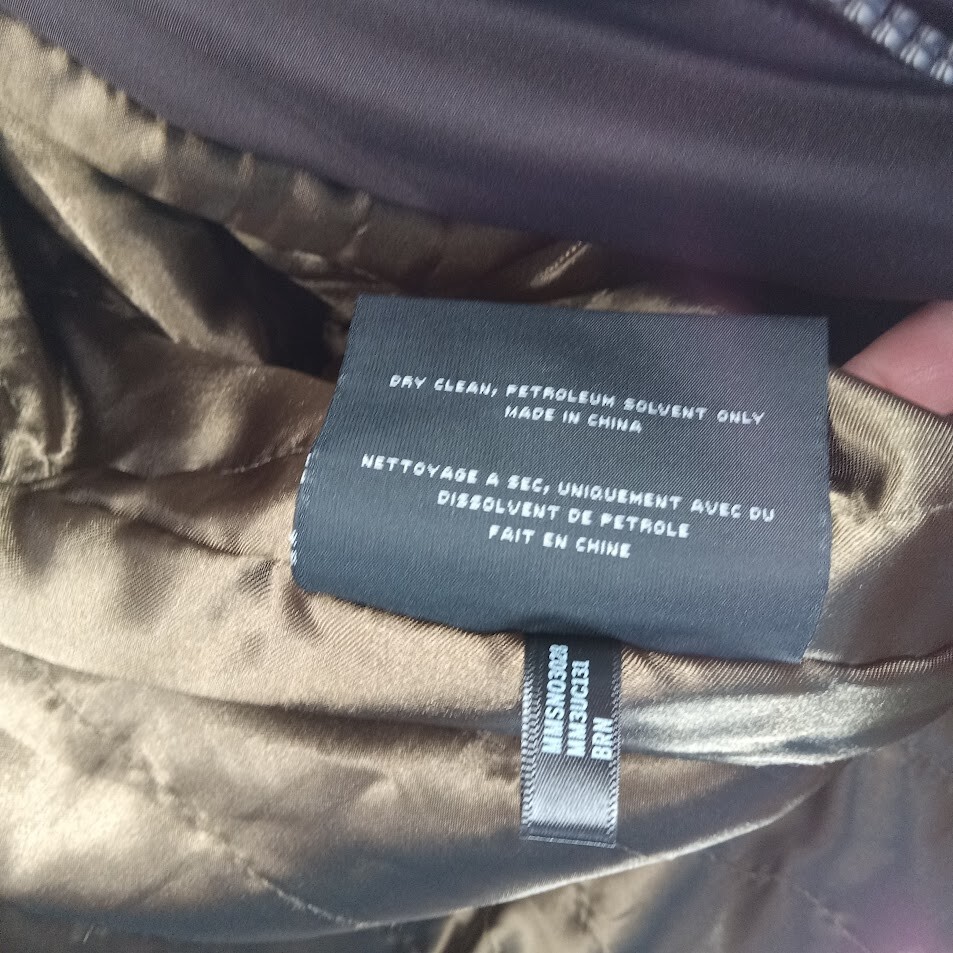 DRY CLEAN, PETROLEUM SOLVENT ONLY
MADE IN CHINA
NETTOYAGE A SEC, UNIQUEMENT AVEC DU
DISSOLVENT DE PETROLE
FAIT EN CHINE
MMSNO3028
MM3UC131
BRN